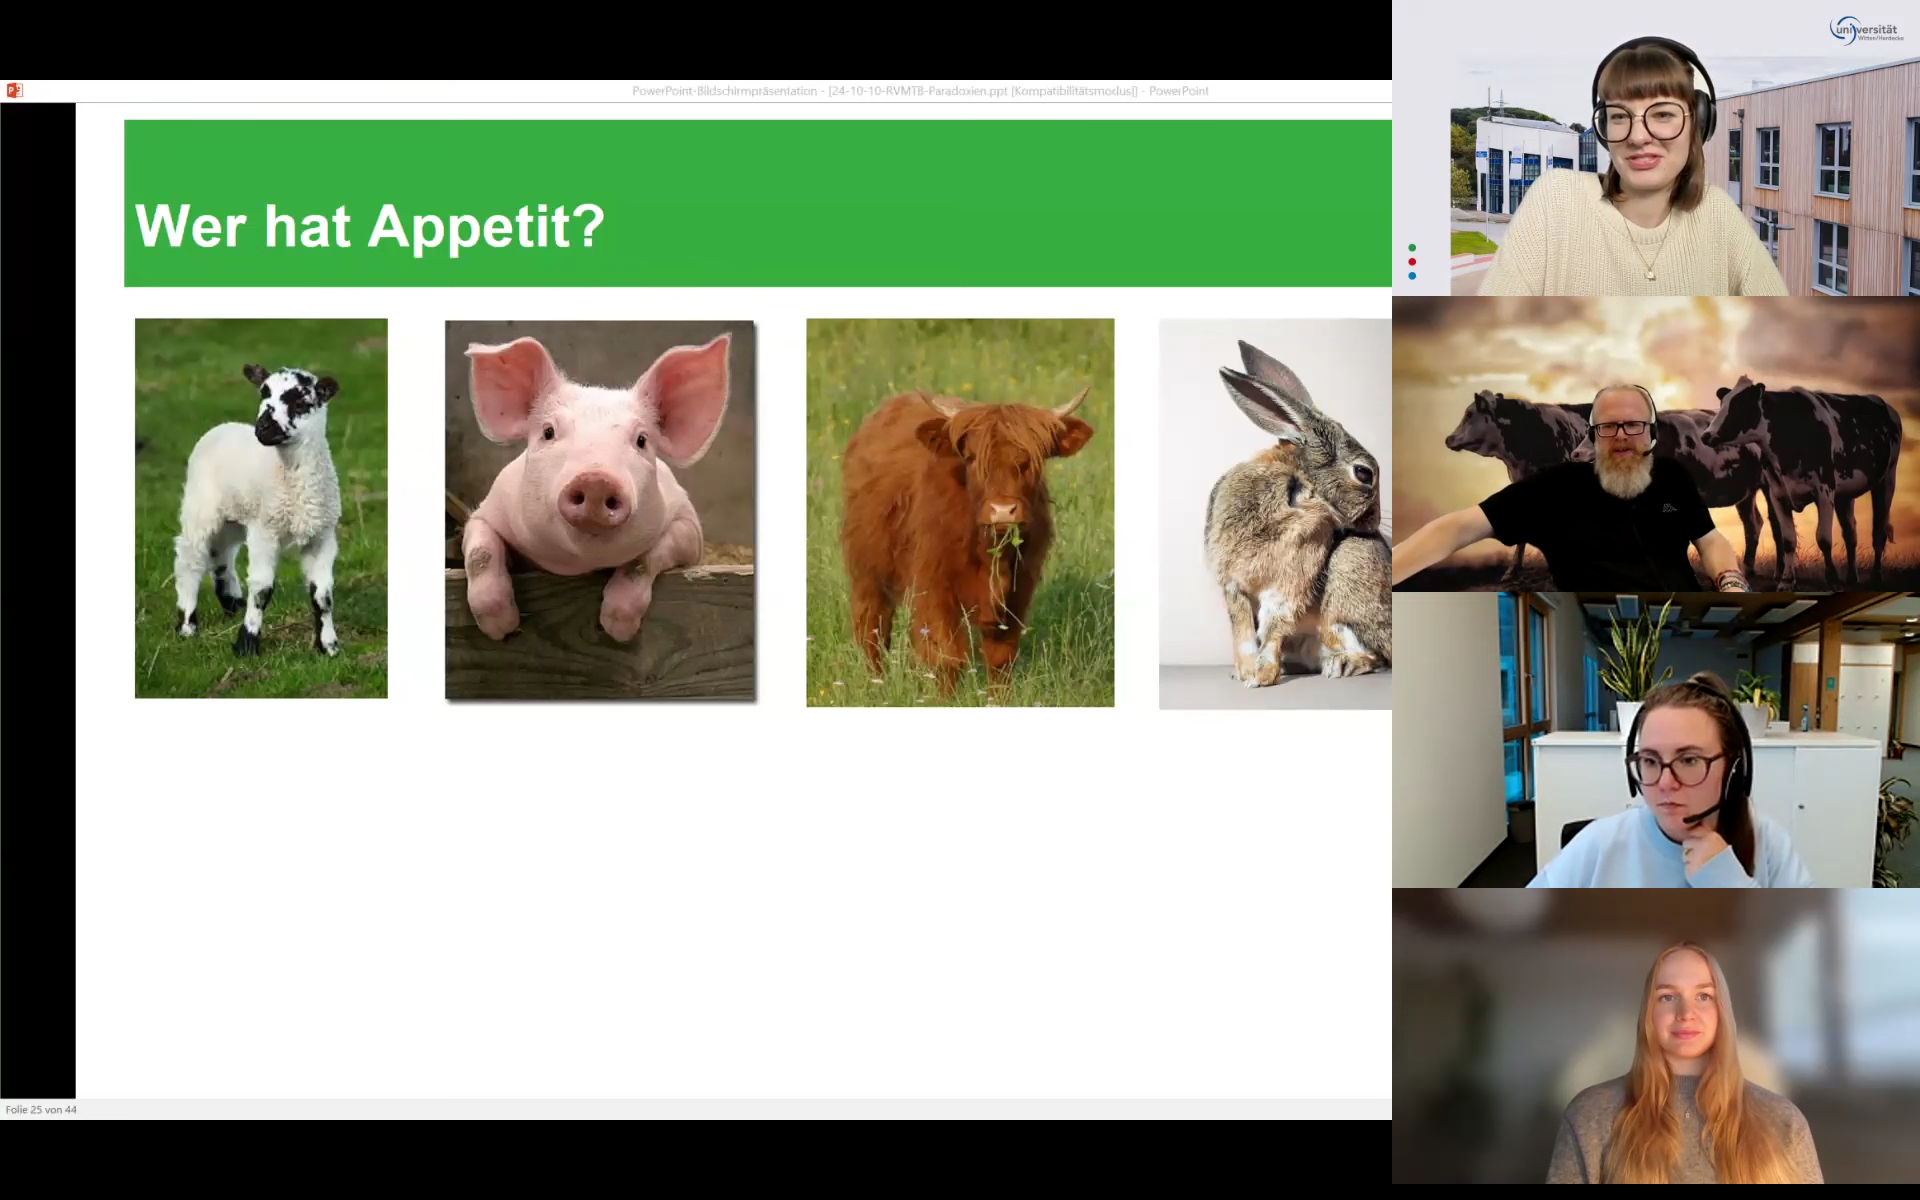 PowerPoint-Bildschirmpräsentation - [24-10-10-RVMTB-Paradoxien.ppt [Kompatibilitätsmodus]] - PowerPoint
Wer hat Appetit?
Folie 25 von 44
universität
Witten/Herdecke